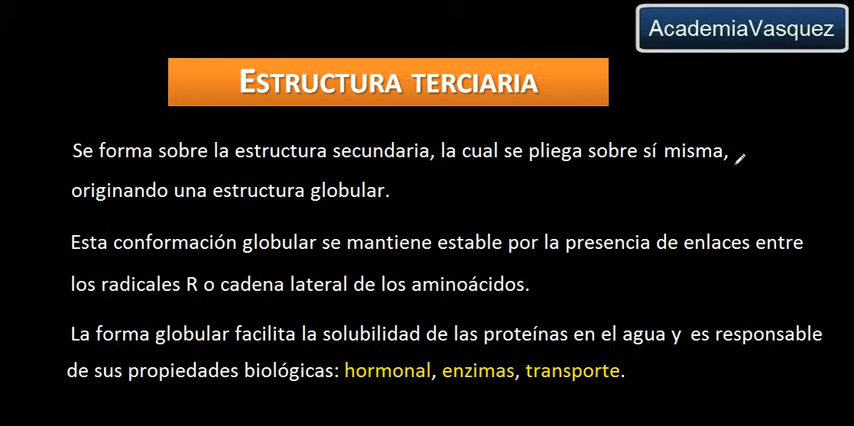 AcademiaVasquez
ESTRUCTURA TERCIARIA
Se forma sobre la estructura secundaria, la cual se pliega sobre sí misma,
originando una estructura globular.
Esta conformación globular se mantiene estable por la presencia de enlaces entre
los radicales R o cadena lateral de los aminoácidos.
La forma globular facilita la solubilidad de las proteínas en el agua y es responsable
de sus propiedades biológicas: hormonal, enzimas, transporte.